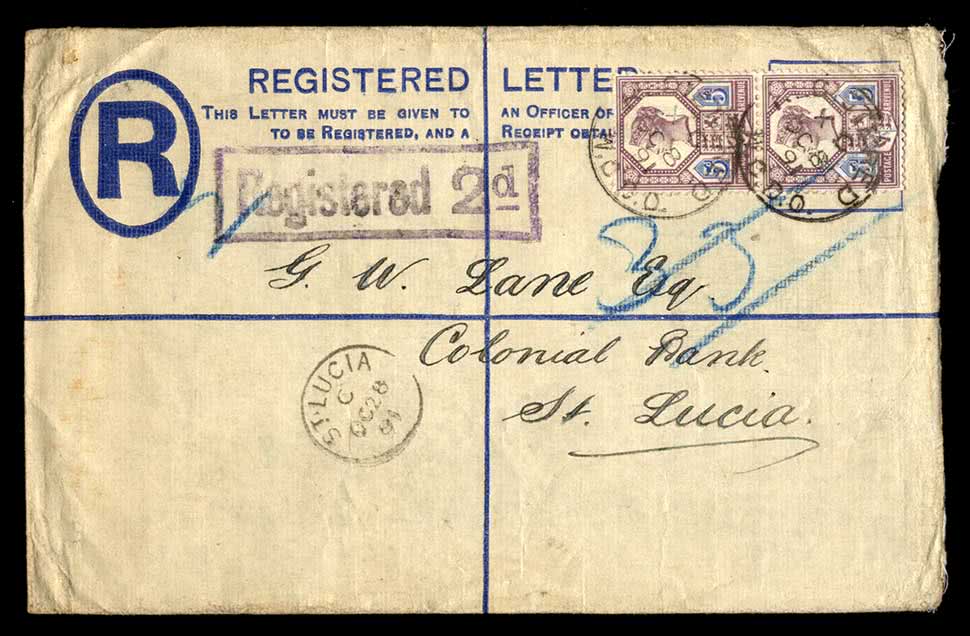 REGISTERED LETTER
THIS LETTER MUST BE GIVEN TO AN OFFICER OF
TO BE REGISTERED, AND A RECEIPT OBTAI
R
Registered 2d
G. W. Lane Esq.
Colonial Bank.
St. Lucia.
ST. LUCIA
C
OC 28
91